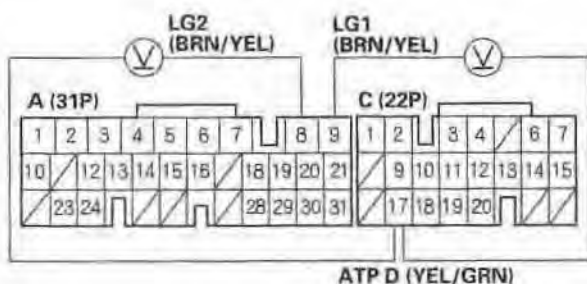 LG2 LG1
(BRN/YEL) (BRN/YEL)
V V
A (31P) C (22P)
1 2 3 4 5 6 7 8 9 1 2 3 4 6 7
10 12 13 14 15 16 18 19 20 21 9 10 11 12 13 14 15
23 24 28 29 30 31 17 18 19 20
ATP D (YEL/GRN)